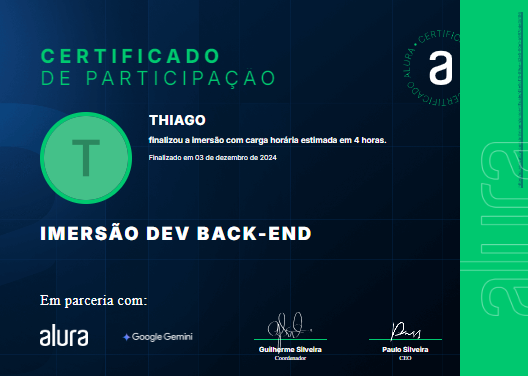 CERTIFICADO
DE PARTICIPAÇÃO
ALURA • CERTIFIC
CERTIFICADO ALURA
a
T
THIAGO
finalizou a imersão com carga horária estimada em 4 horas.
Finalizado em 03 de dezembro de 2024
IMERSÃO DEV BACK-END
Em parceria com:
alura
Google Gemini
Guilherme Silveira
Coordenador
Paulo Silveira
CEO
alura